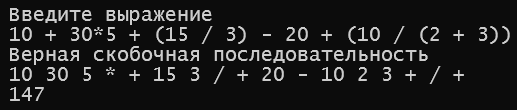 Введите выражение
10 + 30*5 + (15 / 3) - 20 + (10 / (2 + 3))
Верная скобочная последовательность
10 30 5 * + 15 3 / + 20 - 10 2 3 + / +
147